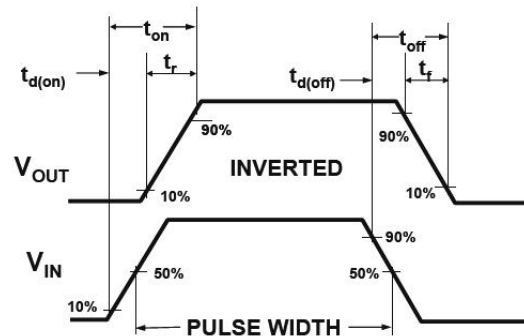 t_on
t_off
t_d(on)
t_r
t_d(off)
t_f
90%
90%
V_OUT
INVERTED
10%
10%
V_IN
90%
50%
50%
10%
PULSE WIDTH